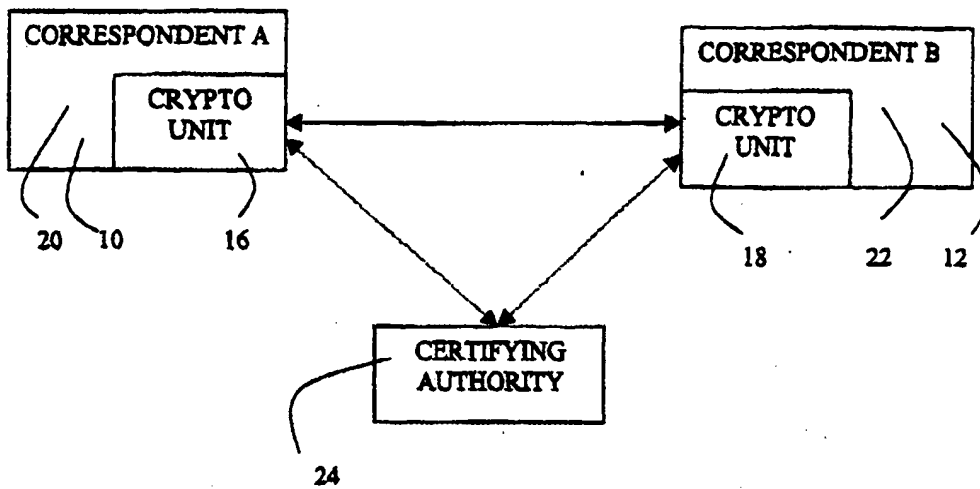 CORRESPONDENT A
CRYPTO
UNIT
CORRESPONDENT B
CRYPTO
UNIT
20
10
16
18
22
12
CERTIFYING
AUTHORITY
24